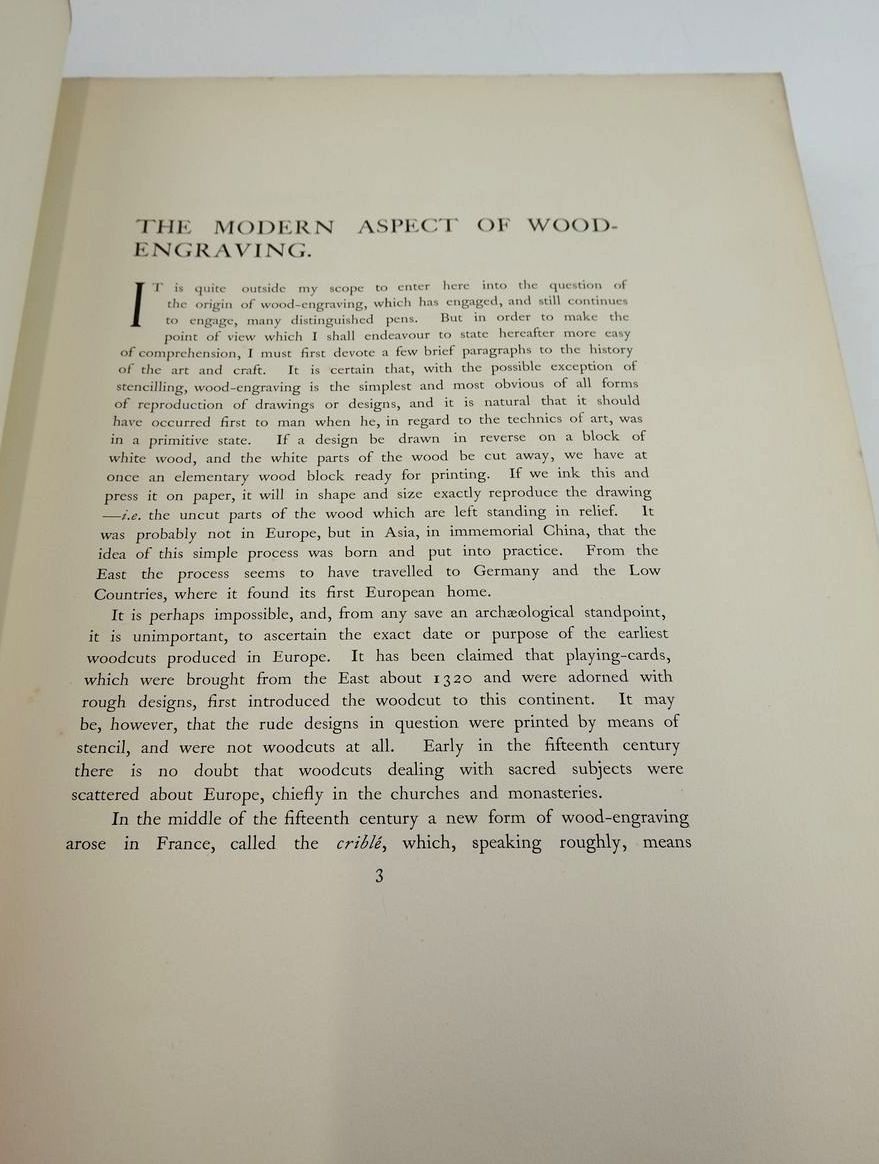 THE MODERN ASPECT OF WOOD-
ENGRAVING.
IT is quite outside my scope to enter here into the question of
the origin of wood-engraving, which has engaged, and still continues
to engage, many distinguished pens. But in order to make the
point of view which I shall endeavour to state hereafter more easy
of comprehension, I must first devote a few brief paragraphs to the history
of the art and craft. It is certain that, with the possible exception of
stencilling, wood-engraving is the simplest and most obvious of all forms
of reproduction of drawings or designs, and it is natural that it should
have occurred first to man when he, in regard to the technics of art, was
in a primitive state. If a design be drawn in reverse on a block of
white wood, and the white parts of the wood be cut away, we have at
once an elementary wood block ready for printing. If we ink this and
press it on paper, it will in shape and size exactly reproduce the drawing
—i.e. the uncut parts of the wood which are left standing in relief. It
was probably not in Europe, but in Asia, in immemorial China, that the
idea of this simple process was born and put into practice. From the
East the process seems to have travelled to Germany and the Low
Countries, where it found its first European home.
It is perhaps impossible, and, from any save an archæological standpoint,
it is unimportant, to ascertain the exact date or purpose of the earliest
woodcuts produced in Europe. It has been claimed that playing-cards,
which were brought from the East about 1320 and were adorned with
rough designs, first introduced the woodcut to this continent. It may
be, however, that the rude designs in question were printed by means of
stencil, and were not woodcuts at all. Early in the fifteenth century
there is no doubt that woodcuts dealing with sacred subjects were
scattered about Europe, chiefly in the churches and monasteries.
In the middle of the fifteenth century a new form of wood-engraving
arose in France, called the criblé, which, speaking roughly, means
3